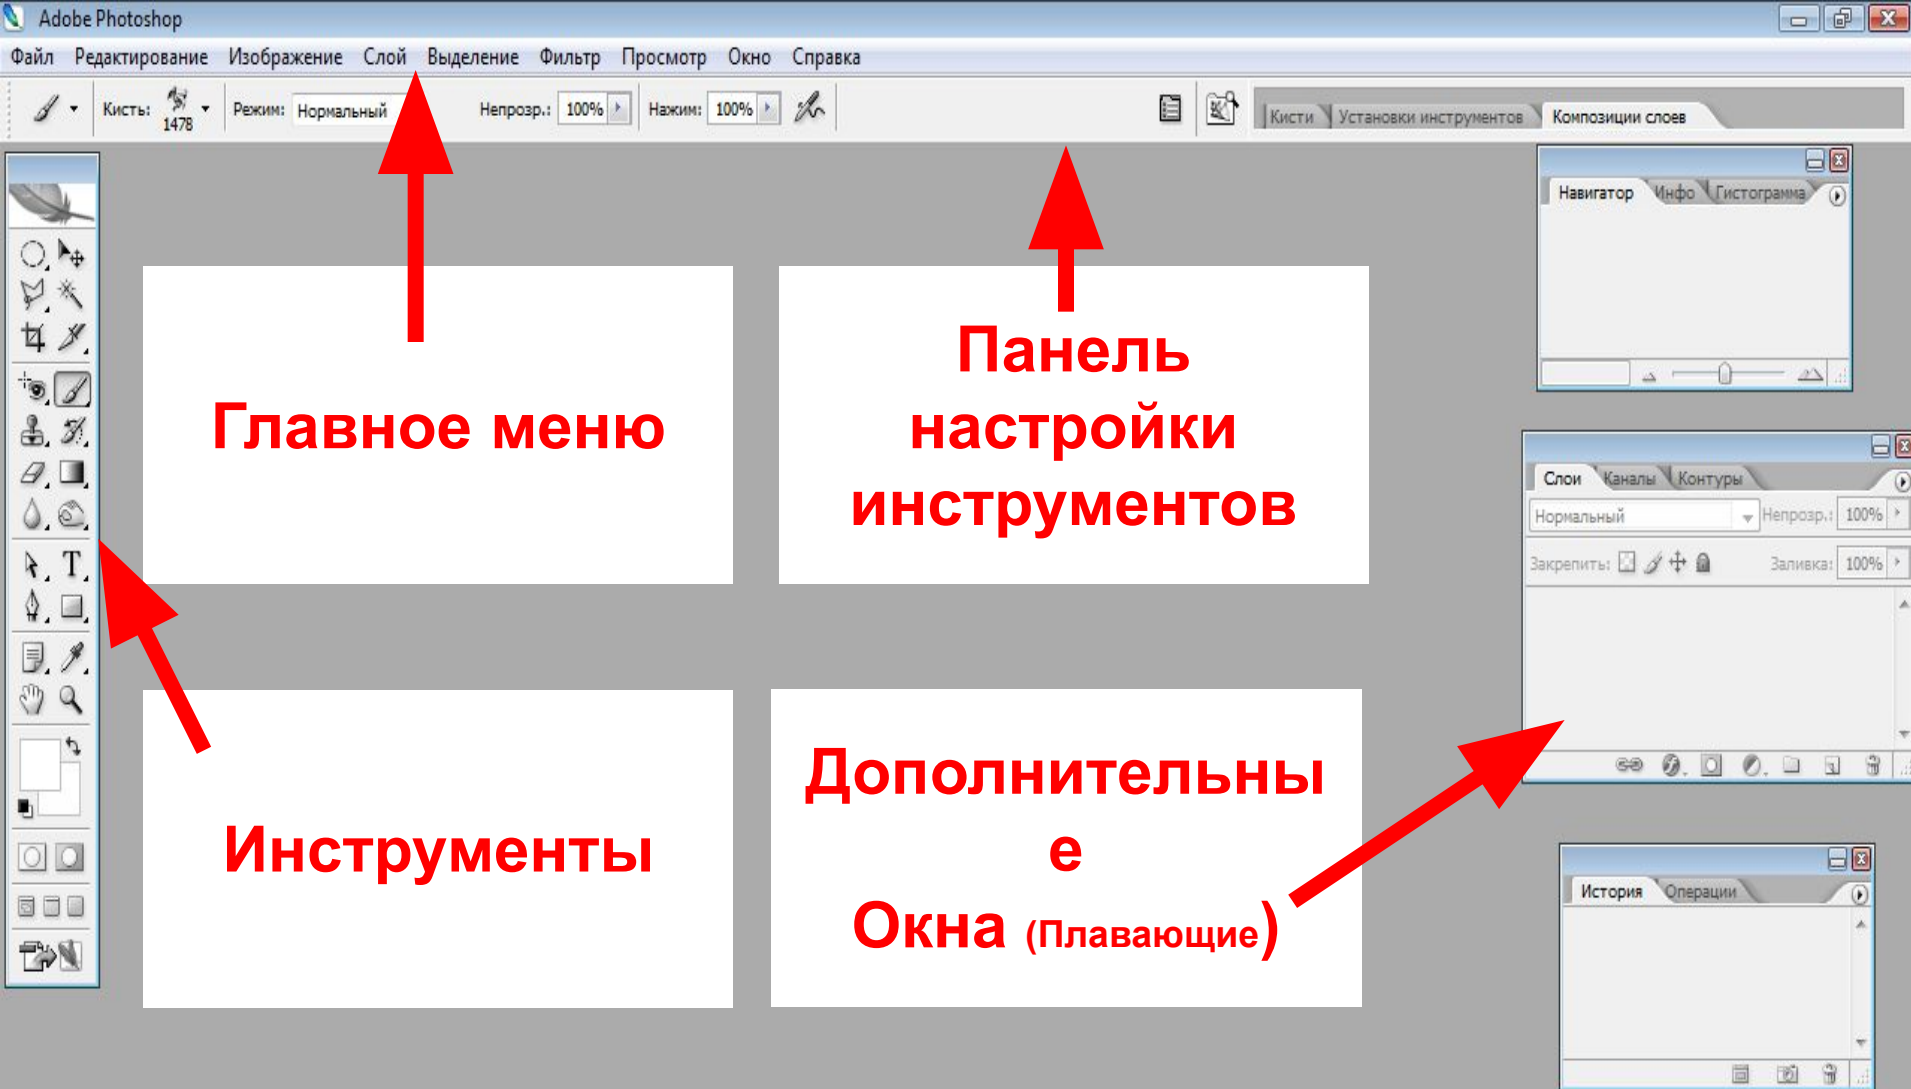 Adobe Photoshop
Файл Редактирование Изображение Слой Выделение Фильтр Просмотр Окно Справка
Кисть: 1478 Режим: Нормальный Непрозр.: 100% Нажим: 100% Кисти Установки инструментов Композиции слоев
Навигатор Инфо Гистограмма
Главное меню
Панель
настройки
инструментов
Слои Каналы Контуры
Нормальный Непрозр.: 100%
Закрепить: Заливка: 100%
T
Инструменты
Дополнительны
е
Окна (Плавающие)
История Операции